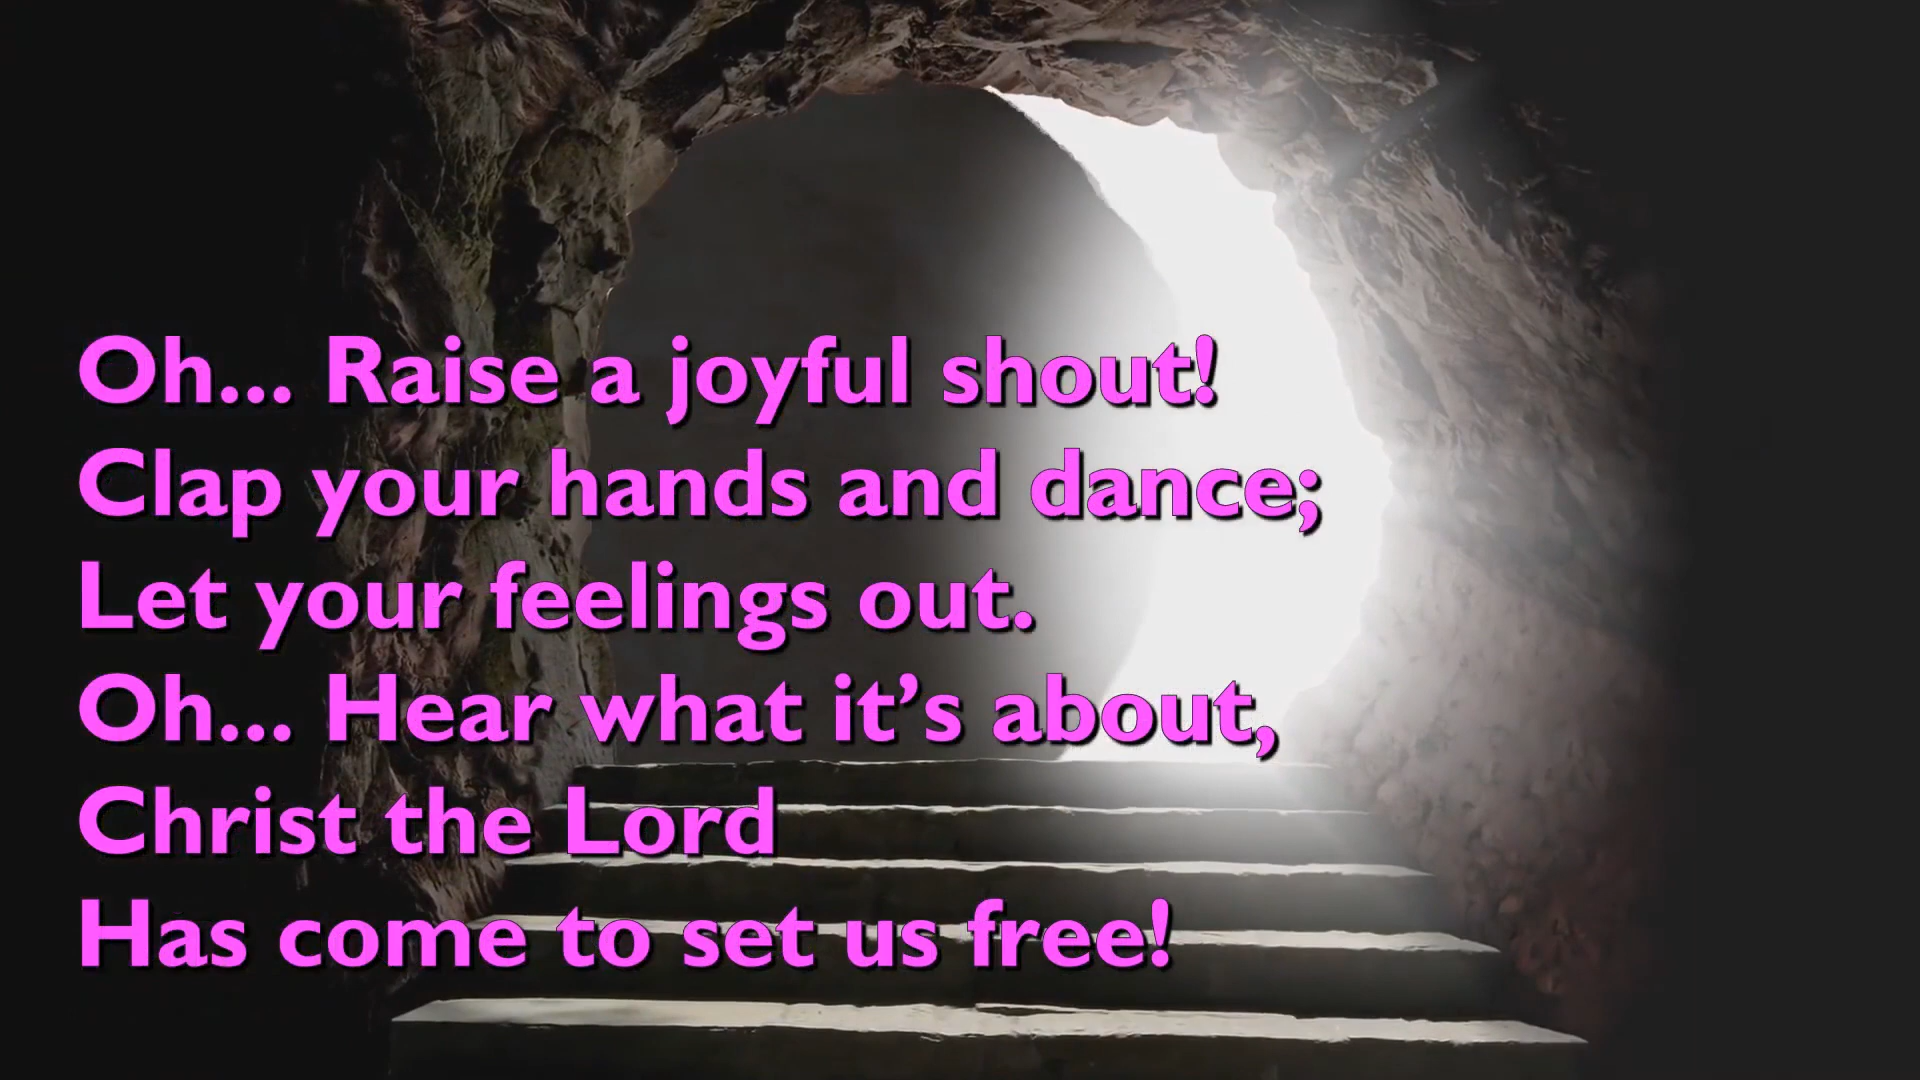 Oh... Raise a joyful shout!
Clap your hands and dance;
Let your feelings out.
Oh... Hear what it’s about,
Christ the Lord
Has come to set us free!